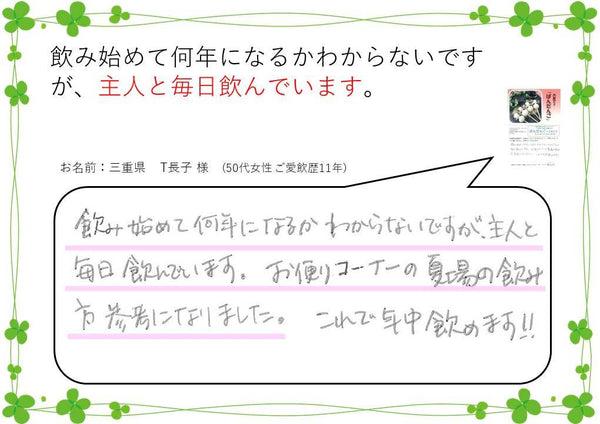 飲み始めて何年になるかわからないです
が、主人と毎日飲んでいます。
お名前：三重県　T長子 様　（50代女性 ご愛飲歴11年）
飲み始めて何年になるかわからないですが、主人と
毎日飲んでいます。お便りコーナーの夏場の飲み
方参考になりました。 これで年中飲めます!!